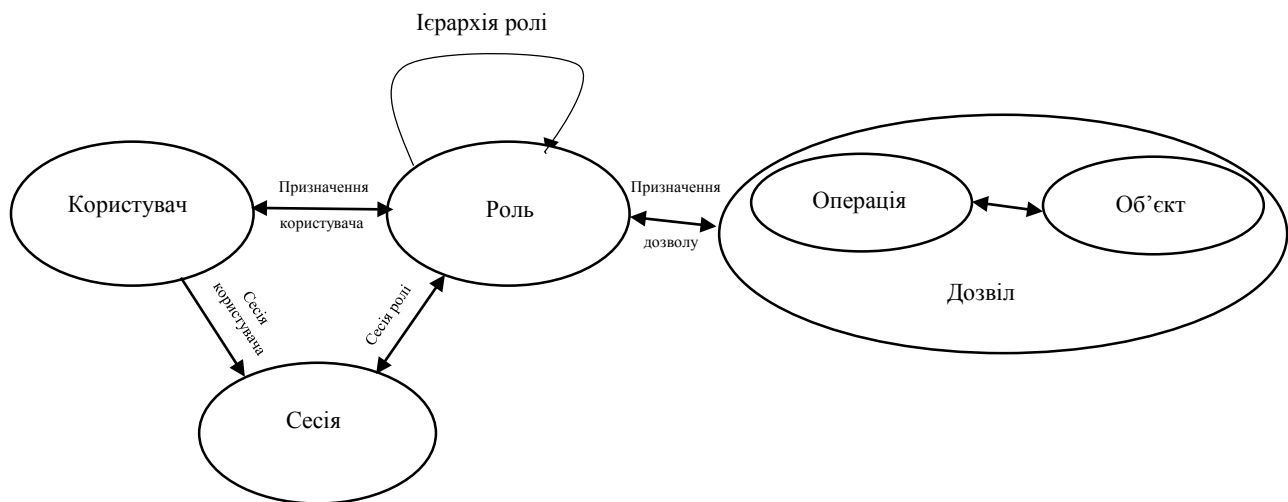 Ієрархія ролі
Користувач
Призначення
користувача
Роль
Призначення
дозволу
Операція
Об’єкт
Дозвіл
Сесія
користувача
Сесія ролі
Сесія